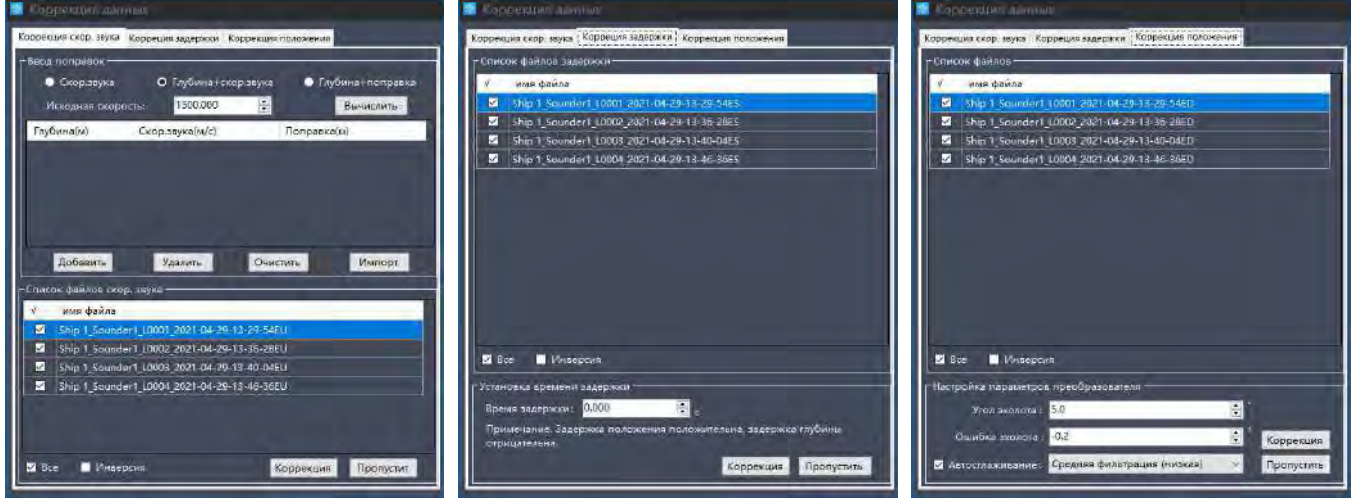 Коррекция данных
Коррекция скор. звука Коррекция задержки Коррекция положения
Ввод поправок
Скор.звука Глубина+скор.звука Глубина+поправка
Исходная скорость: 1500.000 Вычислить
Глубина(м) Скор.звука(м/с) Поправка(м)
Добавить Удалить Очистить Импорт
Список файлов скор. звука
√ имя файла
Ship 1_Sounder1_L0001_2021-04-29-13-29-54EU
Ship 1_Sounder1_L0002_2021-04-29-13-36-28EU
Ship 1_Sounder1_L0003_2021-04-29-13-40-04EU
Ship 1_Sounder1_L0004_2021-04-29-13-46-36EU
Все Инверсия Коррекция Пропустит
Коррекция данных
Коррекция скор. звука Коррекция задержки Коррекция положения
Список файлов задержки
√ имя файла
Ship 1_Sounder1_L0001_2021-04-29-13-29-54ES
Ship 1_Sounder1_L0002_2021-04-29-13-36-28ES
Ship 1_Sounder1_L0003_2021-04-29-13-40-04ES
Ship 1_Sounder1_L0004_2021-04-29-13-46-36ES
Все Инверсия
Установка времени задержки
Время задержки: 0.000 с
Примечание. Задержка положения положительна, задержка глубины
отрицательна.
Коррекция Пропустить
Коррекция данных
Коррекция скор. звука Коррекция задержки Коррекция положения
Список файлов
√ имя файла
Ship 1_Sounder1_L0001_2021-04-29-13-29-54ED
Ship 1_Sounder1_L0002_2021-04-29-13-36-28ED
Ship 1_Sounder1_L0003_2021-04-29-13-40-04ED
Ship 1_Sounder1_L0004_2021-04-29-13-46-36ED
Все Инверсия
Настройка параметров преобразователя
Угол эхолота : 5.0 °
Ошибка эхолота : -0.2 ° Коррекция
Автосглаживание: Средняя фильтрация (низкая) Пропустить